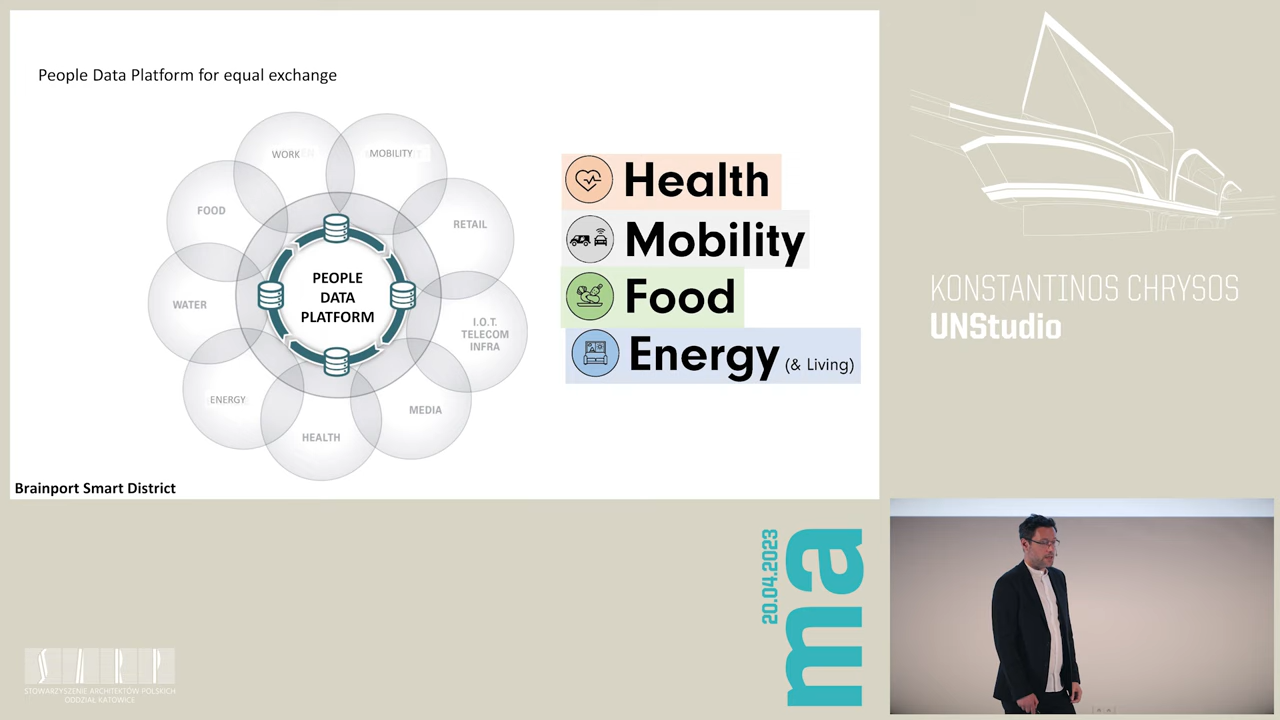 People Data Platform for equal exchange
WORK
MOBILITY
FOOD
RETAIL
PEOPLE
DATA
PLATFORM
WATER
I.O.T.
TELECOM
INFRA
ENERGY
MEDIA
HEALTH
Health
Mobility
Food
Energy (& Living)
Brainport Smart District
KONSTANTINOS CHRYSOS
UNStudio
20.04.2023
ma
SARP
STOWARZYSZENIE ARCHITEKTÓW POLSKICH
ODDZIAŁ KATOWICE